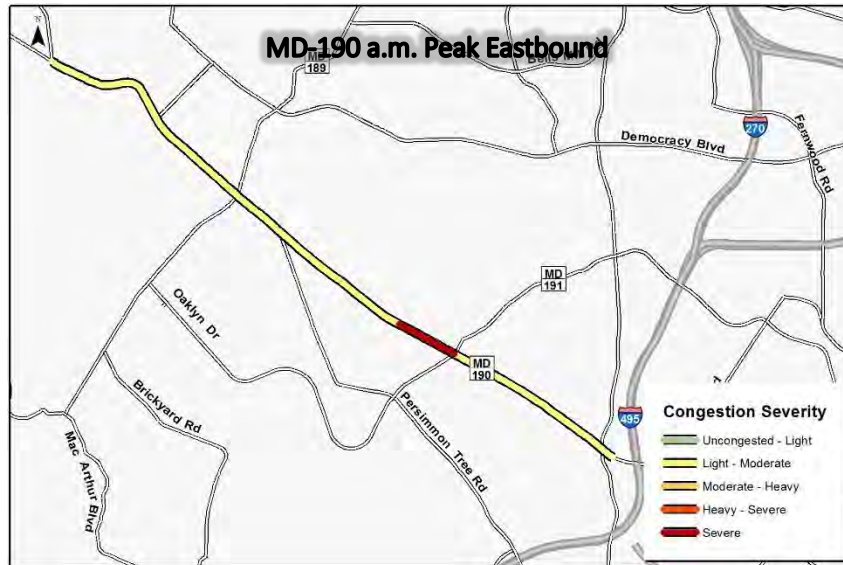 MD-190 a.m. Peak Eastbound
MD
189
270
Democracy Blvd
Fernwood Rd
MD
191
Oaklyn Dr
MD
190
Brickyard Rd
Persimmon Tree Rd
Mac Arthur Blvd
495
Congestion Severity
Uncongested - Light
Light - Moderate
Moderate - Heavy
Heavy - Severe
Severe